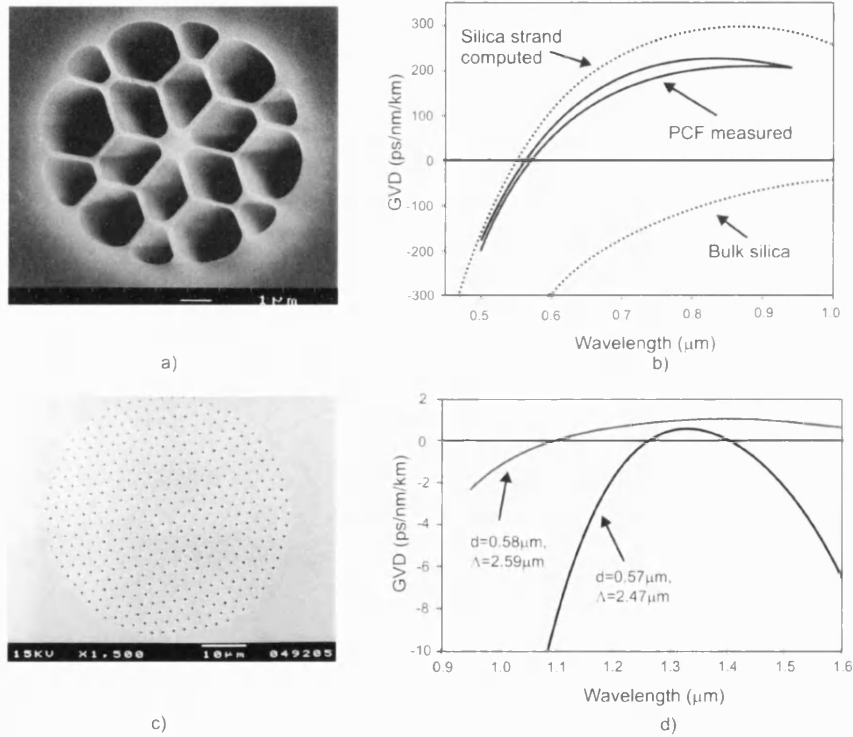 1μm
a)
GVD (ps/nm/km)
300
200
100
0
-100
-200
-300
Silica strand
computed
PCF measured
Bulk silica
0.5 0.6 0.7 0.8 0.9 1.0
Wavelength (μm)
b)
15KV X1,500 10μm 049205
c)
GVD (ps/nm/km)
2
0
-2
-4
-6
-8
-10
d=0.58μm,
Λ=2.59μm
d=0.57μm,
Λ=2.47μm
0.9 1.0 1.1 1.2 1.3 1.4 1.5 1.6
Wavelength (μm)
d)